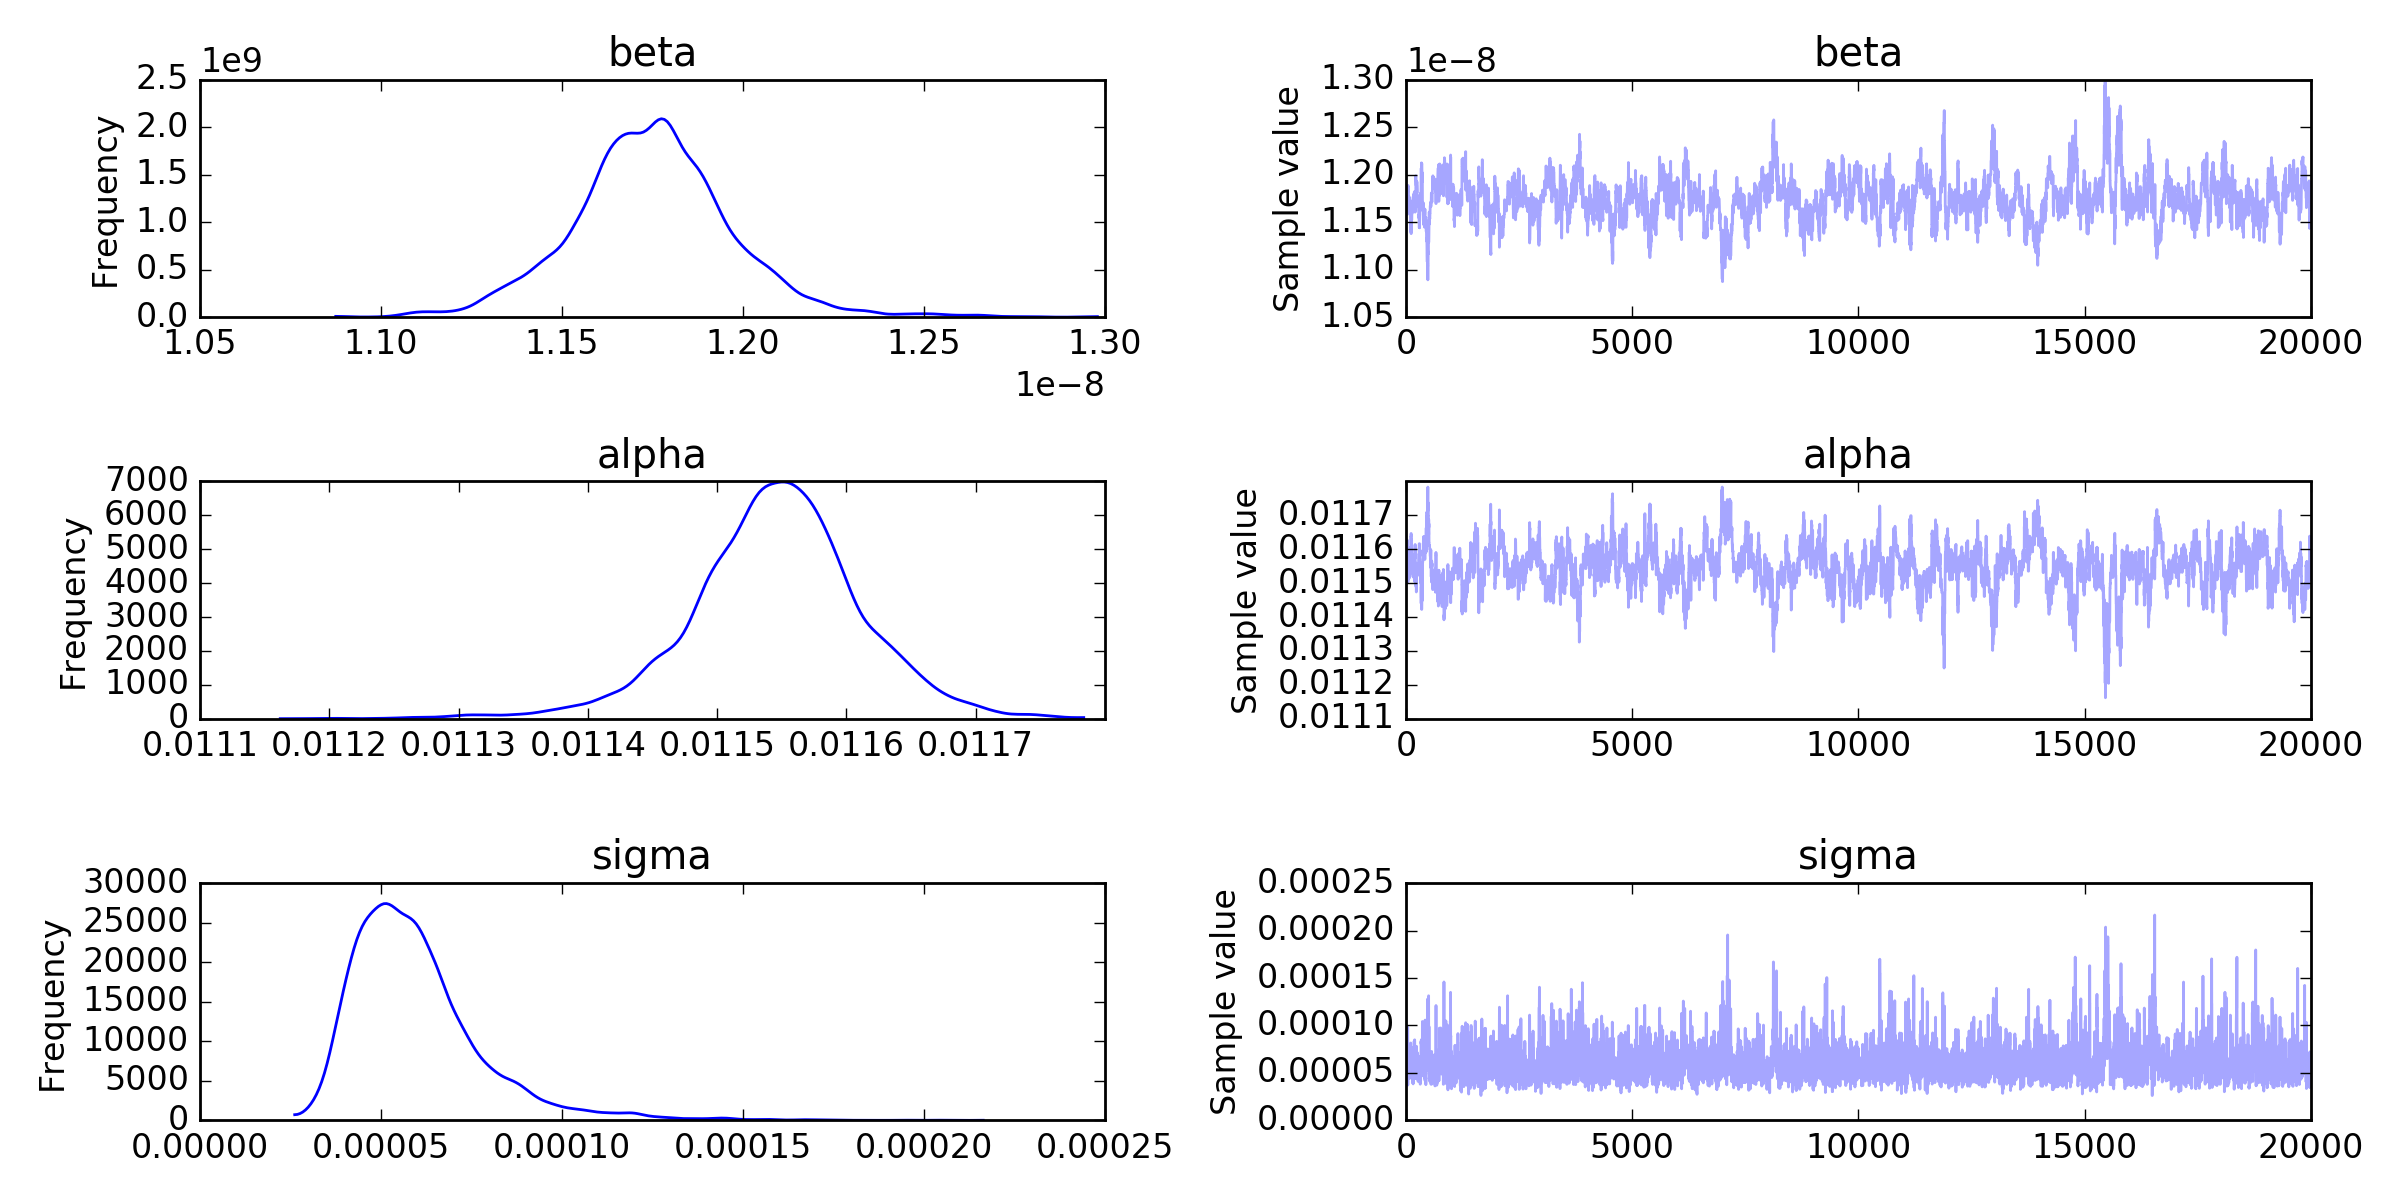 beta
1e9
Frequency
2.5
2.0
1.5
1.0
0.5
0.0
1.05 1.10 1.15 1.20 1.25 1.30
1e−8
beta
1e−8
Sample value
1.30
1.25
1.20
1.15
1.10
1.05
0 5000 10000 15000 20000
alpha
Frequency
7000
6000
5000
4000
3000
2000
1000
0
0.0111 0.0112 0.0113 0.0114 0.0115 0.0116 0.0117
alpha
Sample value
0.0117
0.0116
0.0115
0.0114
0.0113
0.0112
0.0111
0 5000 10000 15000 20000
sigma
Frequency
30000
25000
20000
15000
10000
5000
0
0.00000 0.00005 0.00010 0.00015 0.00020 0.00025
sigma
Sample value
0.00025
0.00020
0.00015
0.00010
0.00005
0.00000
0 5000 10000 15000 20000